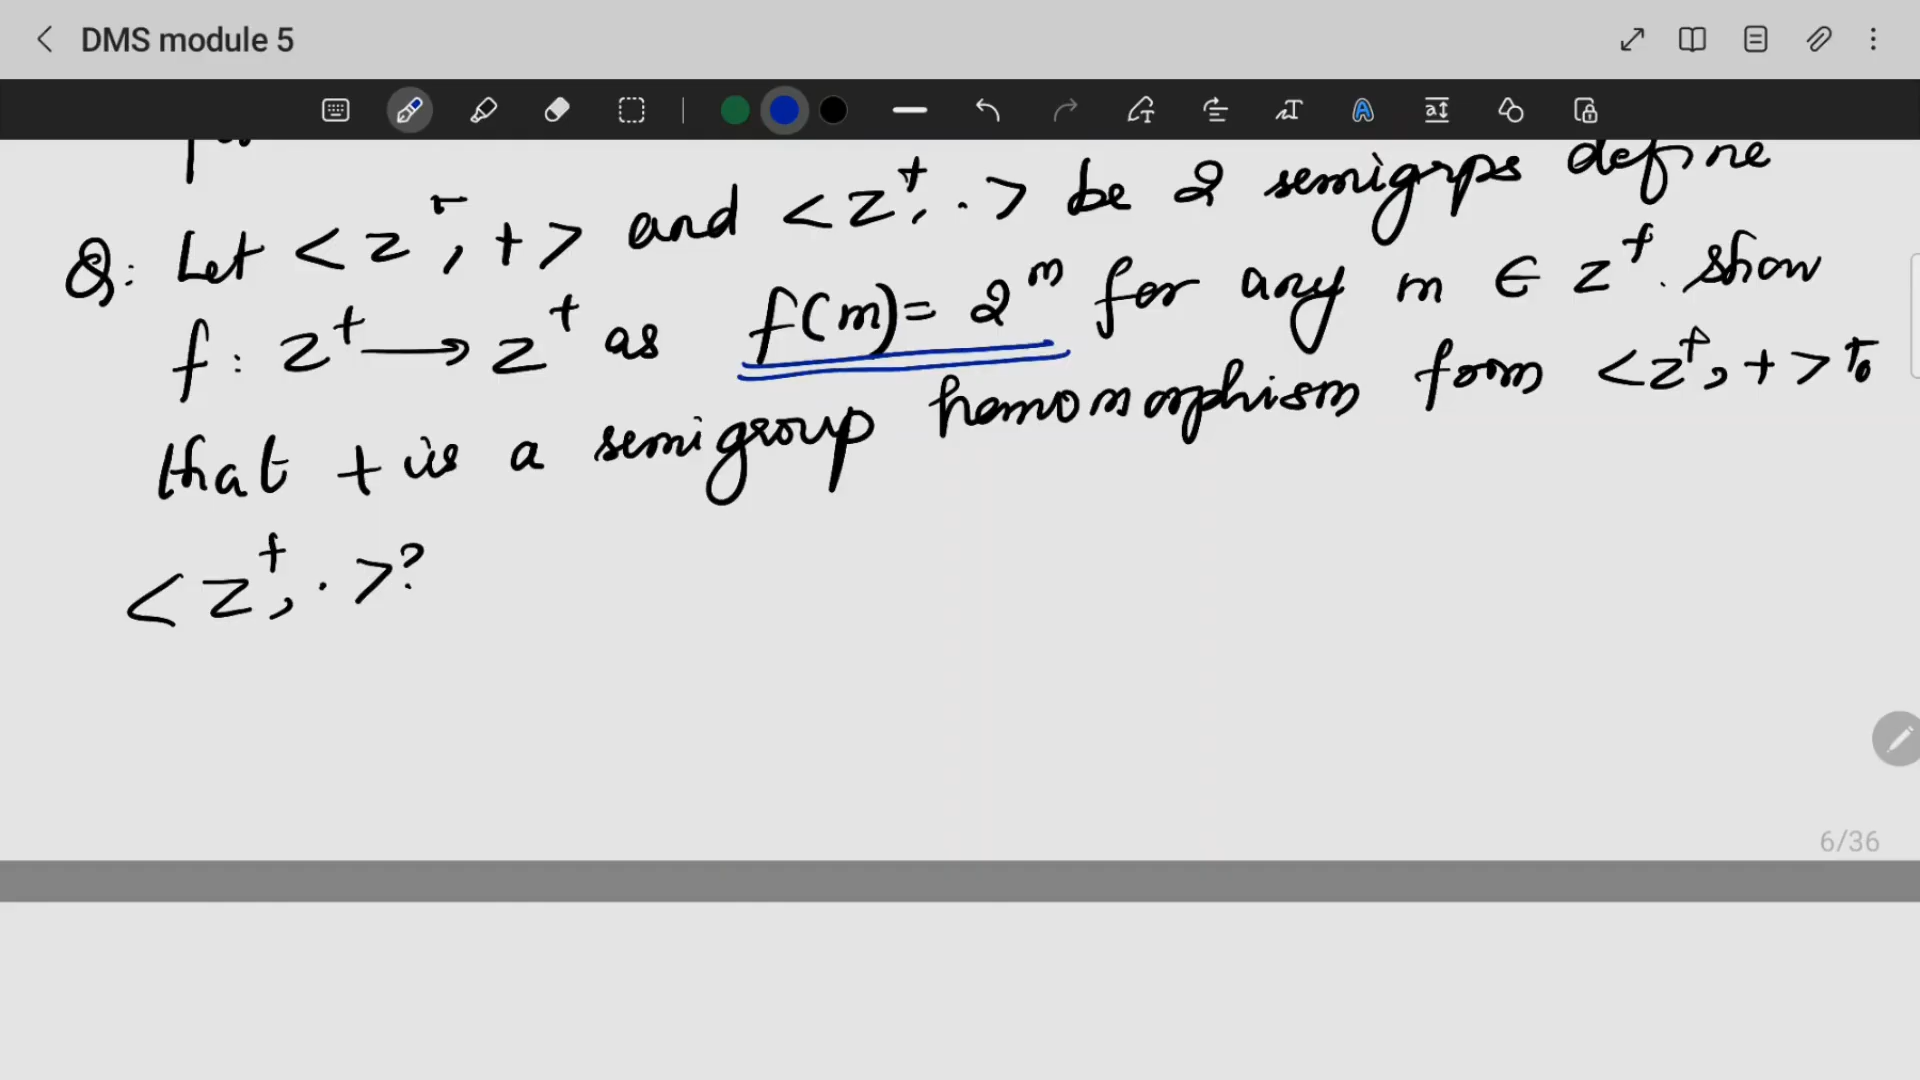 DMS module 5
Q: Let < Z⁺, + > and < Z⁺, · > be 2 semigrps define
f : Z⁺ → Z⁺ as f(m) = 2ᵐ for any m ∈ Z⁺. show
that + is a semigroup homomorphism form < Z⁺, + > to
< Z⁺, · > ?
6/36